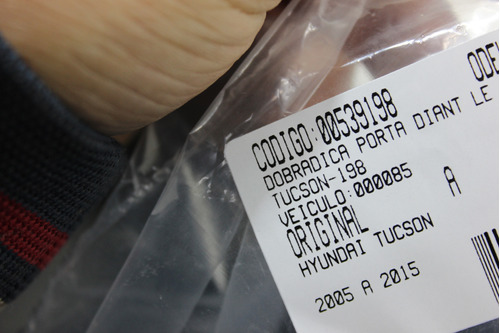 CODIGO:00539198
DOBRADICA PORTA DIANT LE
TUCSON-198
VEICULO:000085 A
ORIGINAL
HYUNDAI TUCSON
2005 A 2015